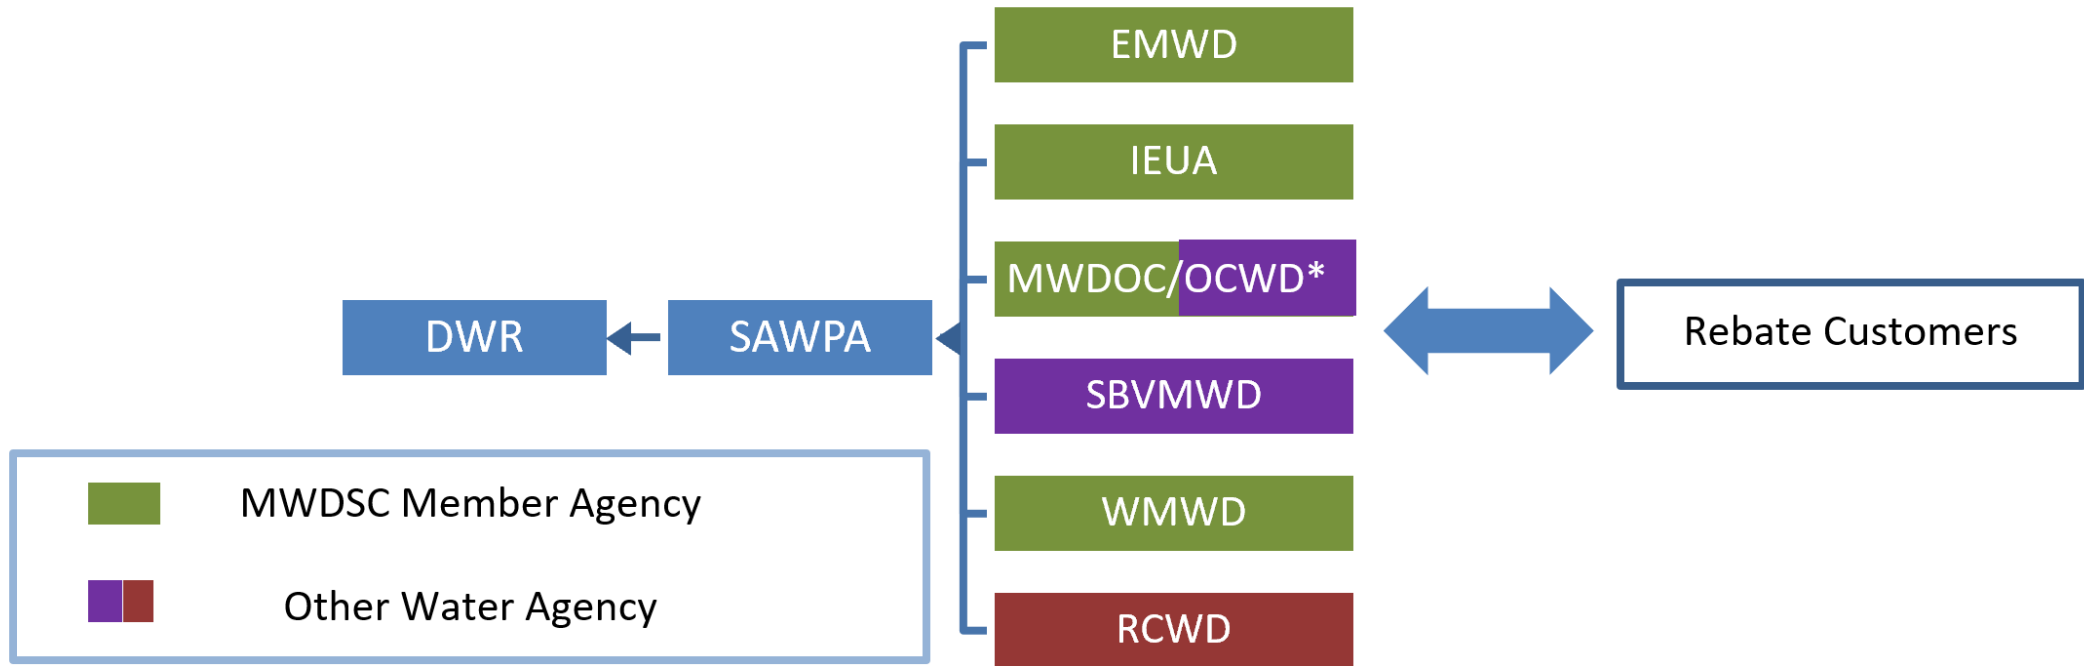 EMWD
IEUA
MWDOC/OCWD*
DWR
SAWPA
SBVMWD
WMWD
RCWD
Rebate Customers
MWDSC Member Agency
Other Water Agency